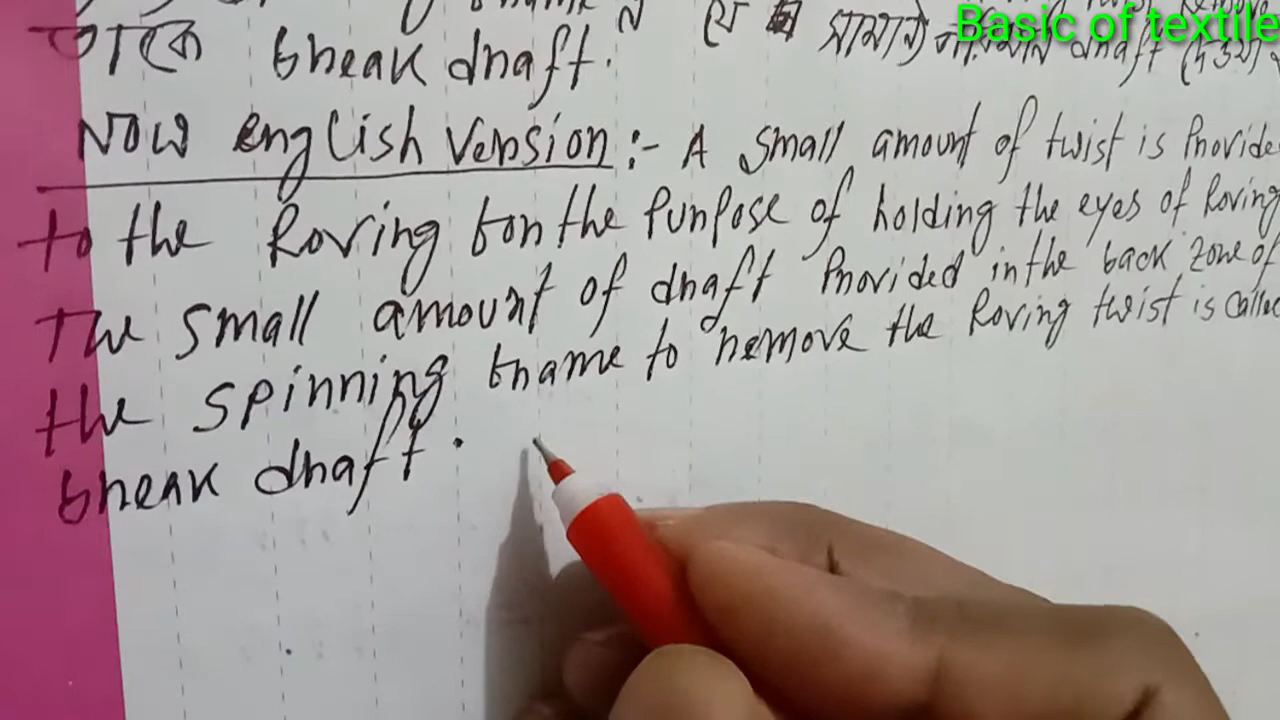 Basic of textile
তাকে break draft. যে সামান্য draft
Now english version:- A small amount of twist is Provide
to the Roving for the Purpose of holding the eyes of Roving
The small amount of draft Provided in the back zone of
the spinning frame to remove the Roving twist is called
break draft.